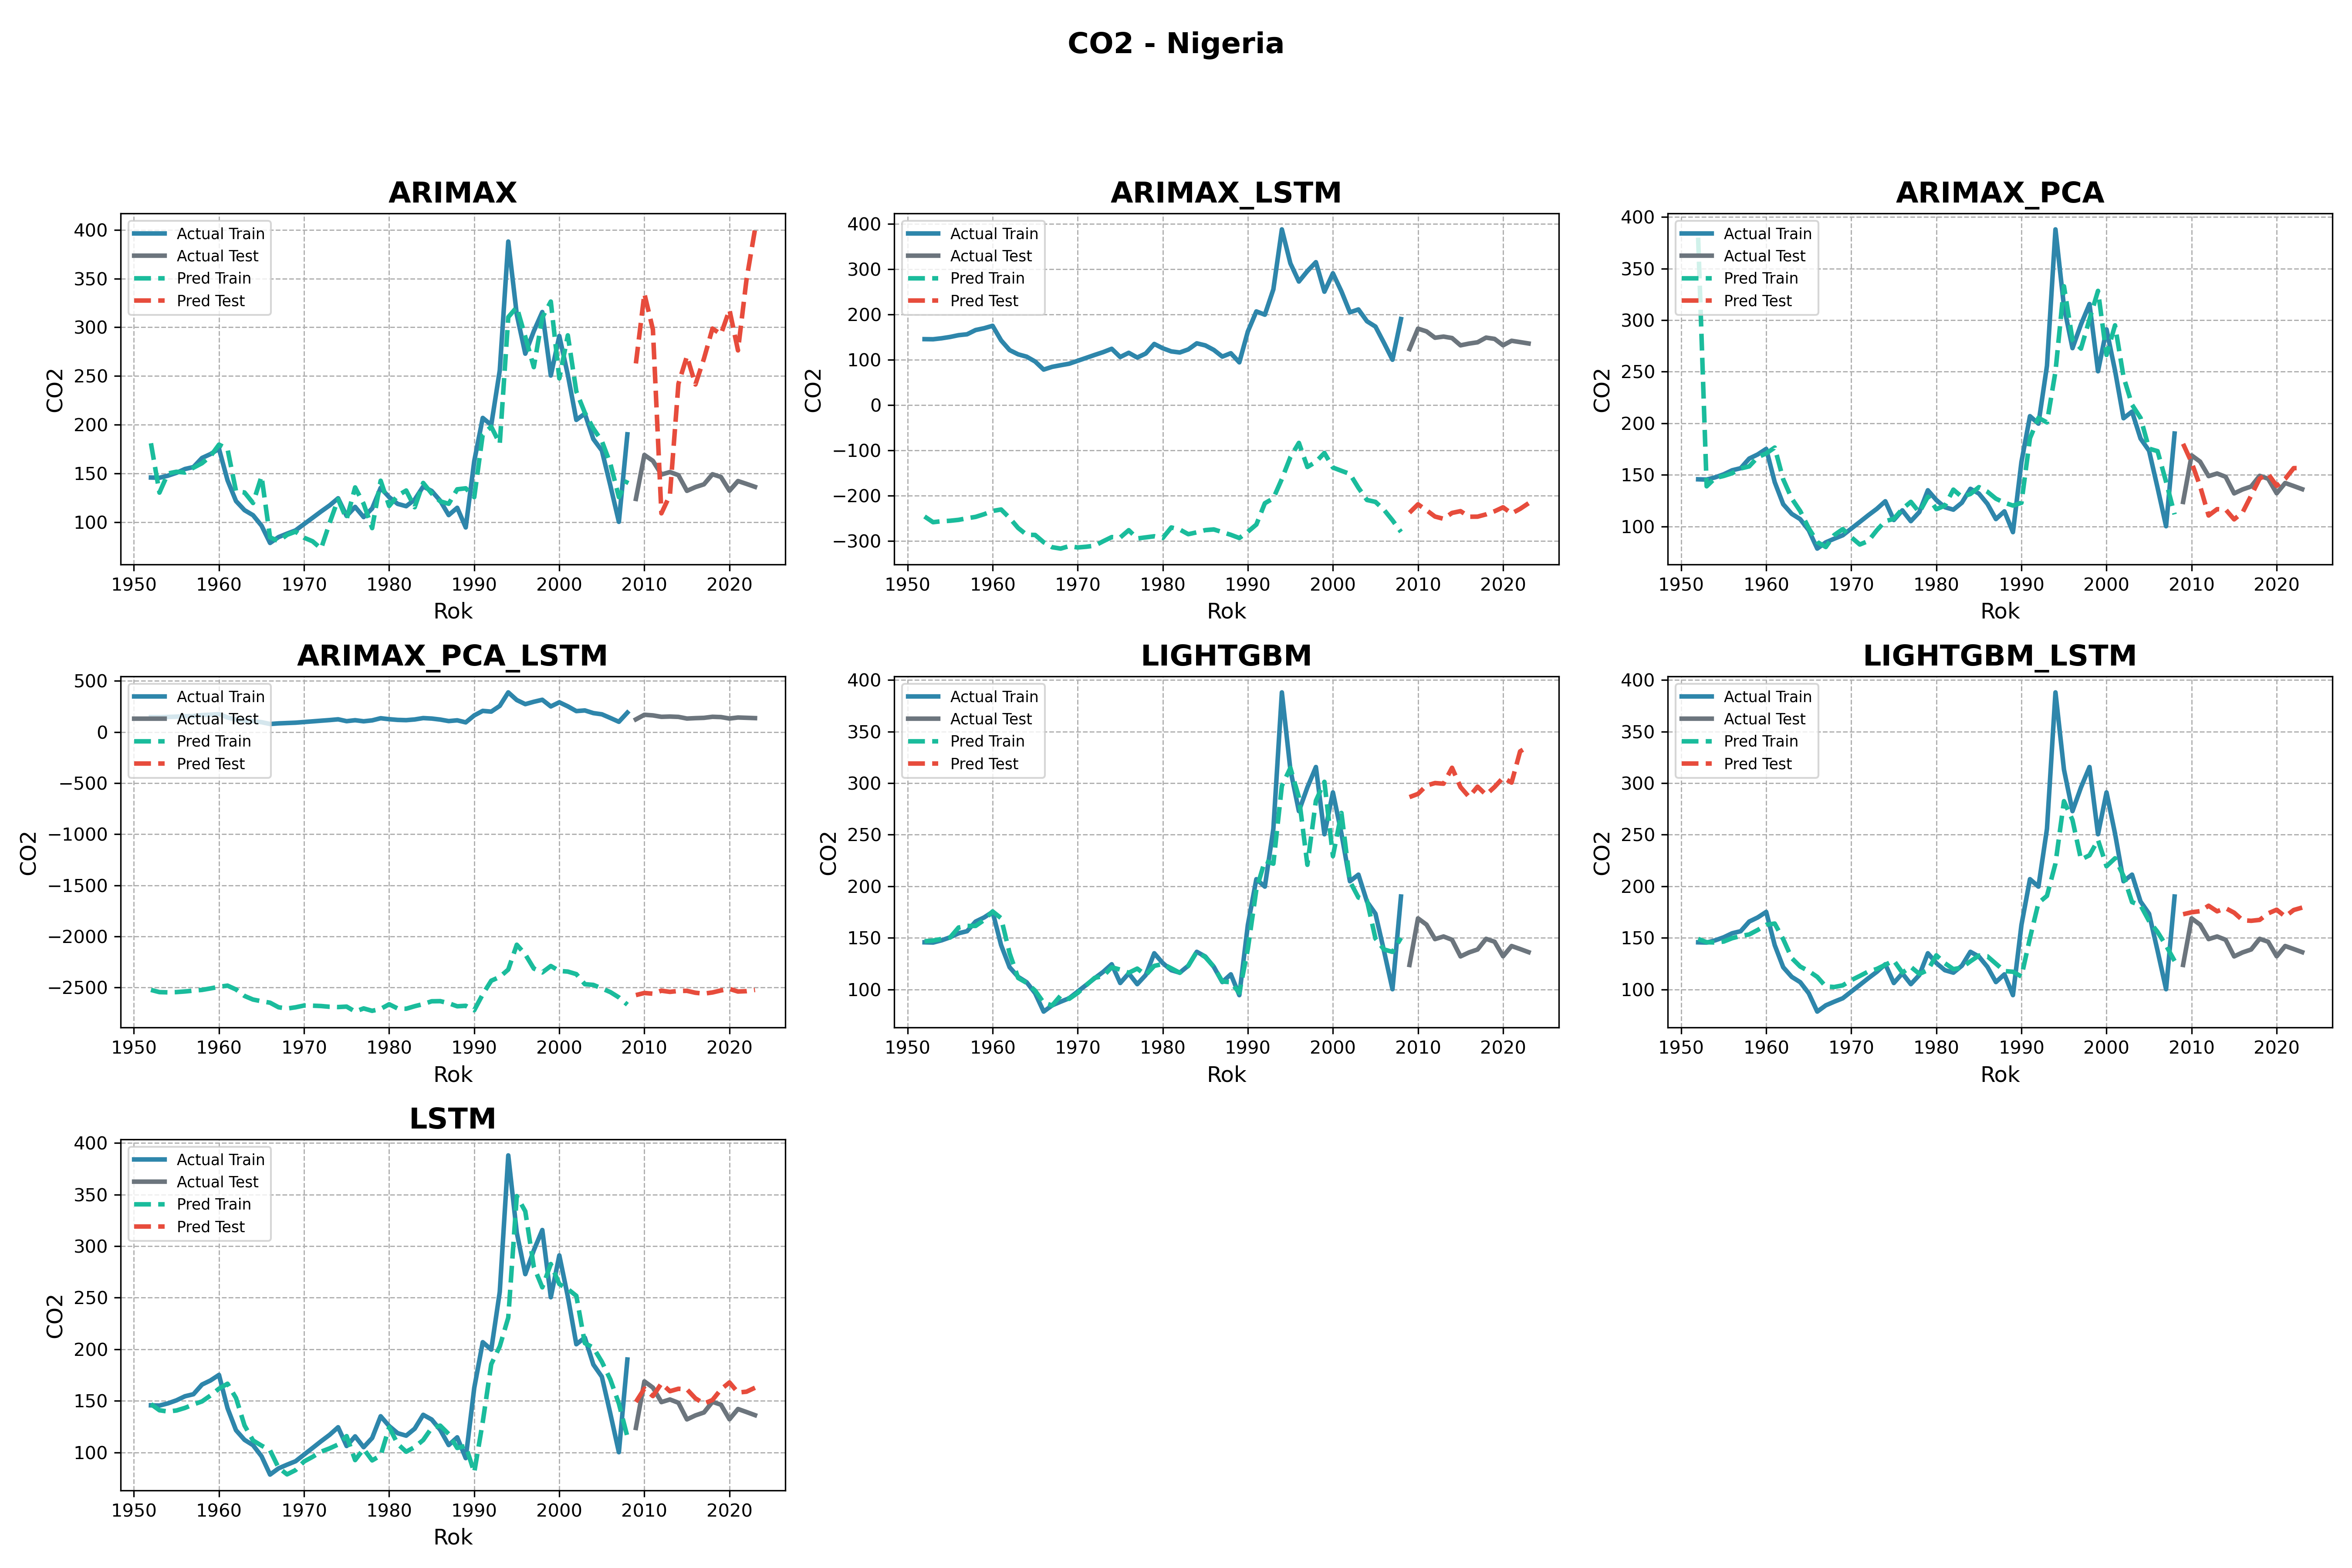 CO2 - Nigeria
ARIMAX
CO2
400
350
300
250
200
150
100
Actual Train
Actual Test
Pred Train
Pred Test
1950 1960 1970 1980 1990 2000 2010 2020
Rok
ARIMAX_LSTM
CO2
400
300
200
100
0
−100
−200
−300
Actual Train
Actual Test
Pred Train
Pred Test
1950 1960 1970 1980 1990 2000 2010 2020
Rok
ARIMAX_PCA
CO2
400
350
300
250
200
150
100
Actual Train
Actual Test
Pred Train
Pred Test
1950 1960 1970 1980 1990 2000 2010 2020
Rok
ARIMAX_PCA_LSTM
CO2
500
0
−500
−1000
−1500
−2000
−2500
Actual Train
Actual Test
Pred Train
Pred Test
1950 1960 1970 1980 1990 2000 2010 2020
Rok
LIGHTGBM
CO2
400
350
300
250
200
150
100
Actual Train
Actual Test
Pred Train
Pred Test
1950 1960 1970 1980 1990 2000 2010 2020
Rok
LIGHTGBM_LSTM
CO2
400
350
300
250
200
150
100
Actual Train
Actual Test
Pred Train
Pred Test
1950 1960 1970 1980 1990 2000 2010 2020
Rok
LSTM
CO2
400
350
300
250
200
150
100
Actual Train
Actual Test
Pred Train
Pred Test
1950 1960 1970 1980 1990 2000 2010 2020
Rok